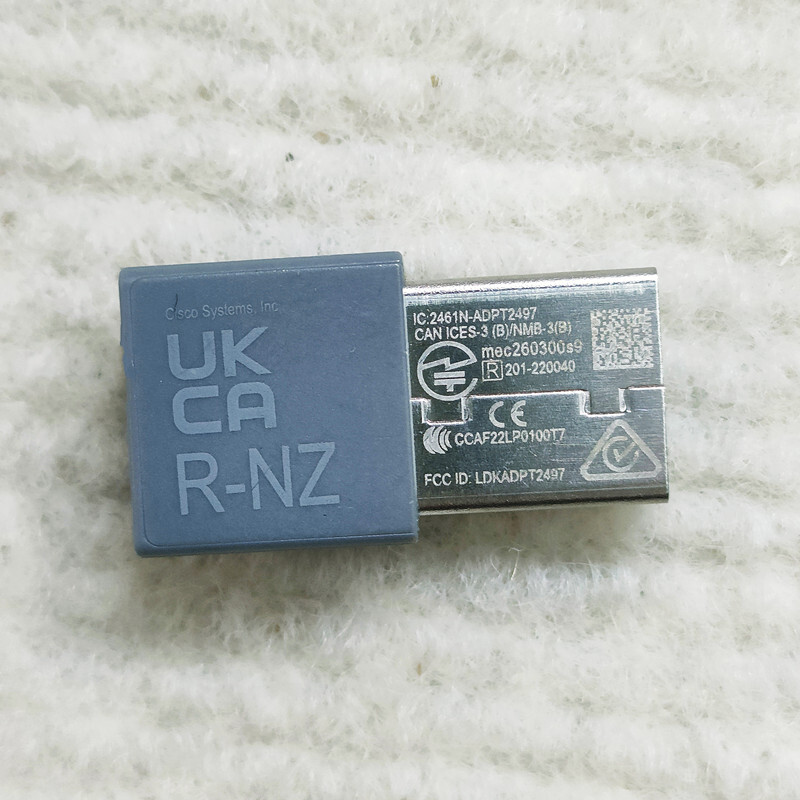 Cisco Systems, Inc
UK
CA
R-NZ
IC:2461N-ADPT2497
CAN ICES-3 (B)/NMB-3(B)
mec260300s9
R 201-220040
CE
CCAF22LP0100T7
FCC ID: LDKADPT2497